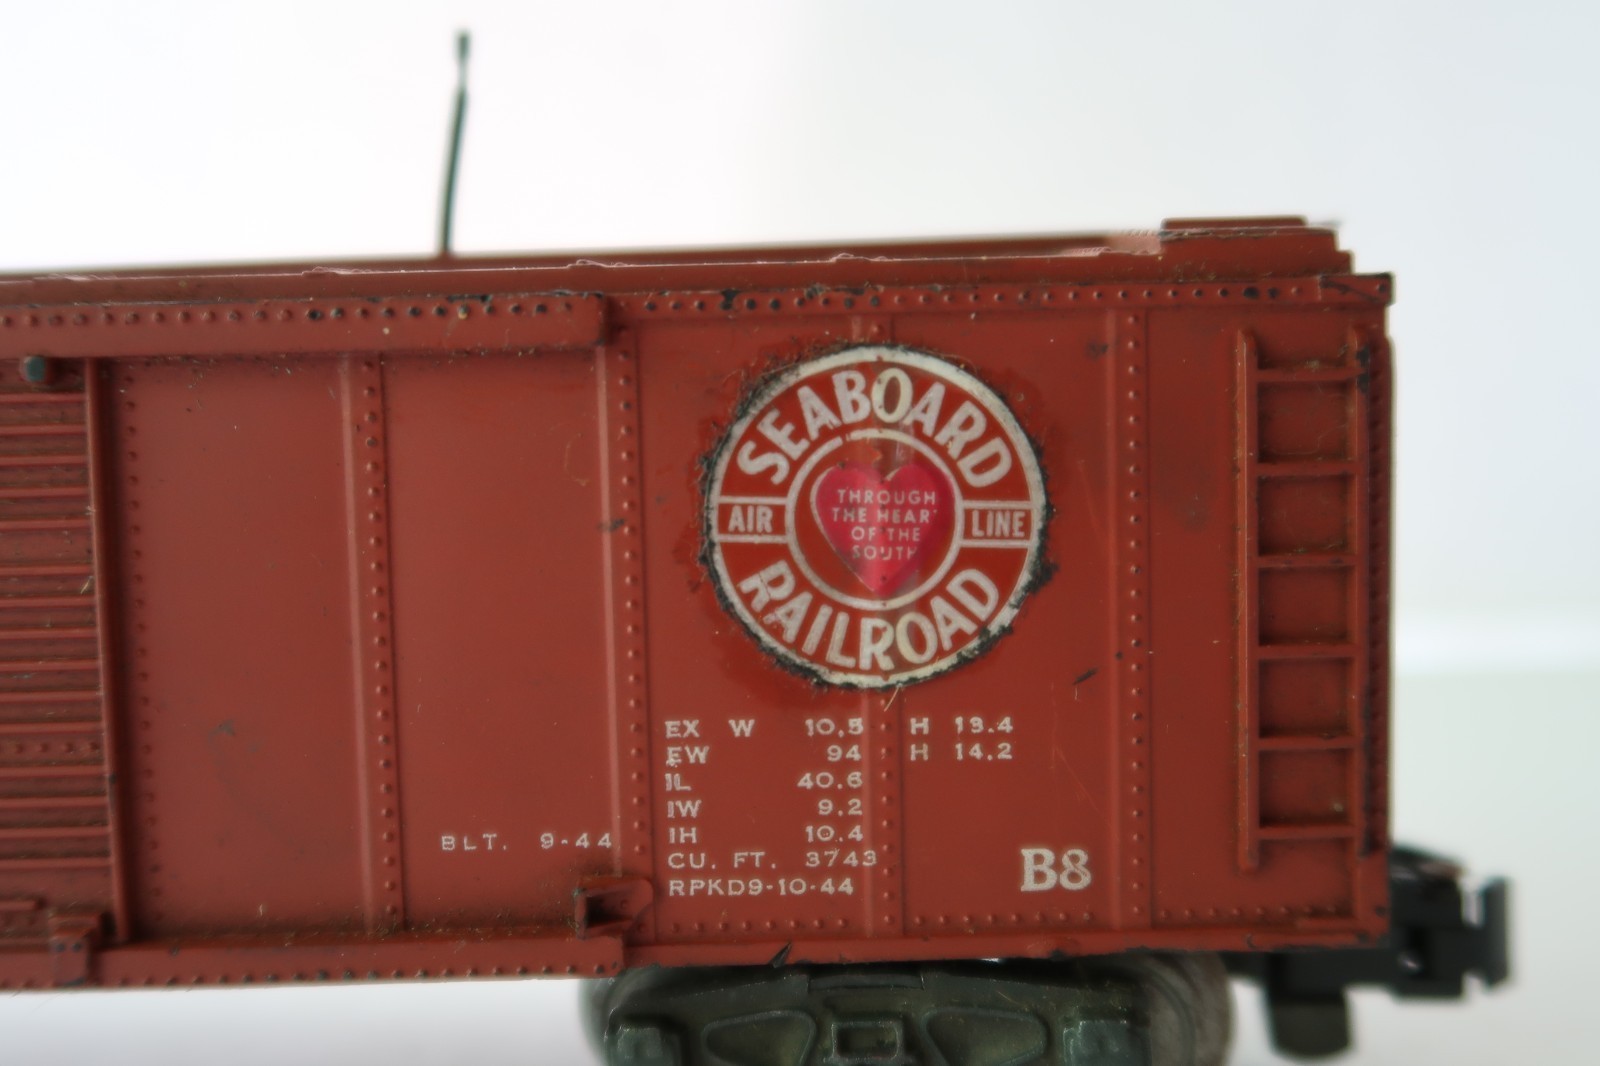 SEABOARD
AIR LINE
THROUGH
THE HEART
OF THE
SOUTH
RAILROAD
EX W 10.5 H 13.4
EW 94 H 14.2
IL 40.6
IW 9.2
IH 10.4
BLT. 9-44
CU. FT. 3743
RPKD9-10-44
B8